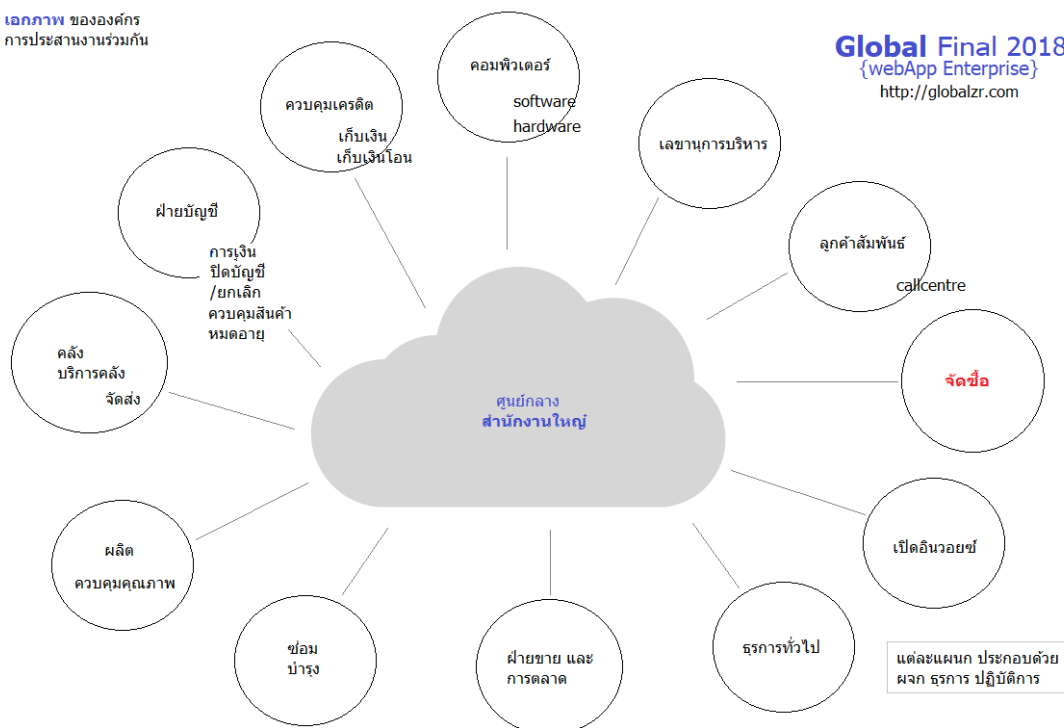 เอกภาพ ขององค์กร
การประสานงานร่วมกัน
Global Final 2018
{webApp Enterprise}
http://globalzr.com
คอมพิวเตอร์
software
hardware
ควบคุมเครดิต
เก็บเงิน
เก็บเงินโอน
เลขานุการบริหาร
ฝ่ายบัญชี
การเงิน
ปิดบัญชี
/ยกเลิก
ควบคุมสินค้า
หมดอายุ
ลูกค้าสัมพันธ์
callcentre
คลัง
บริการคลัง
จัดส่ง
จัดซื้อ
ศูนย์กลาง
สำนักงานใหญ่
ผลิต
ควบคุมคุณภาพ
เปิดอินวอยซ์
ซ่อม
บำรุง
ฝ่ายขาย และ
การตลาด
ธุรการทั่วไป
แต่ละแผนก ประกอบด้วย
ผจก ธุรการ ปฏิบัติการ